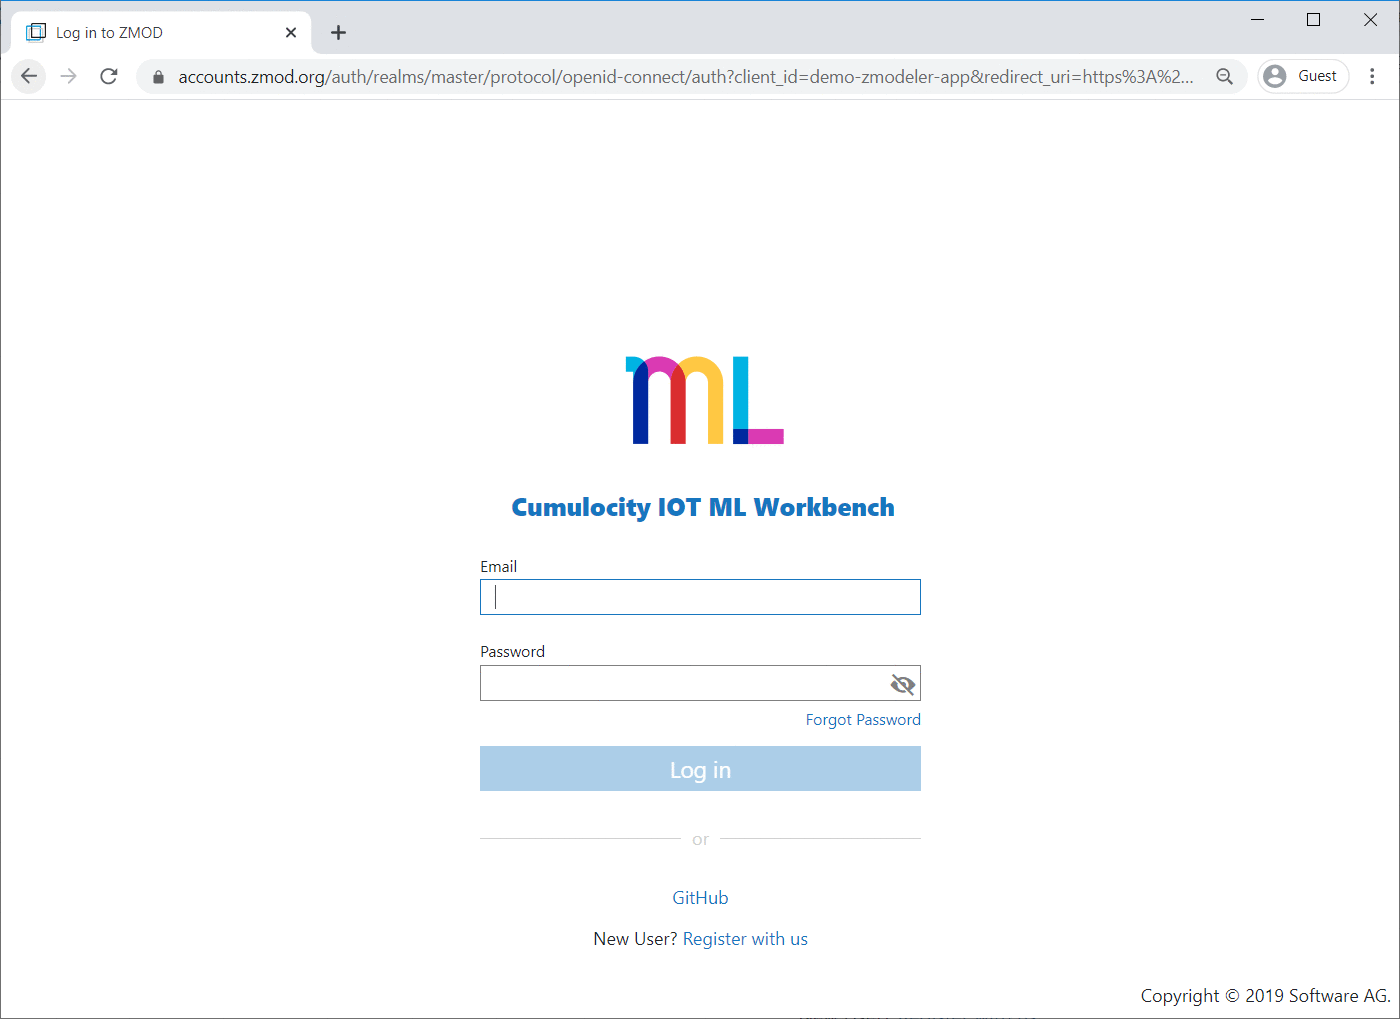 Log in to ZMOD
accounts.zmod.org/auth/realms/master/protocol/openid-connect/auth?client_id=demo-zmodeler-app&redirect_uri=https%3A%2...
Guest
mL
Cumulocity IOT ML Workbench
Email
Password
Forgot Password
Log in
or
GitHub
New User? Register with us
Copyright © 2019 Software AG.